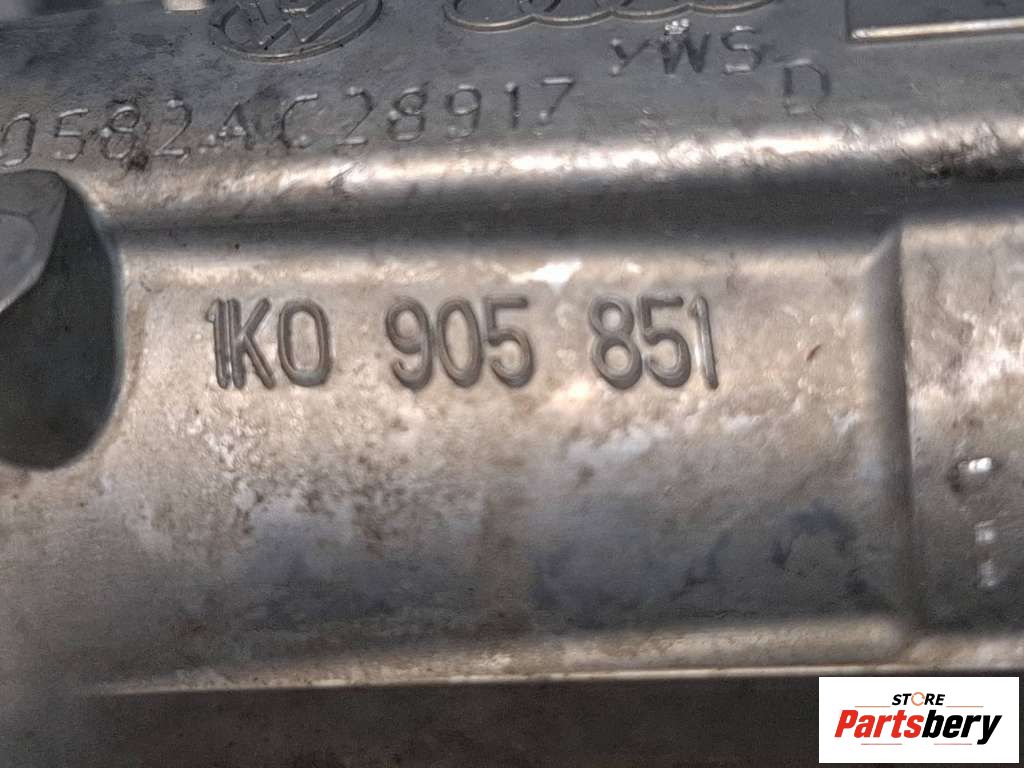 YWS
D
0582AC28917
1K0 905 851
STORE
Partsbery